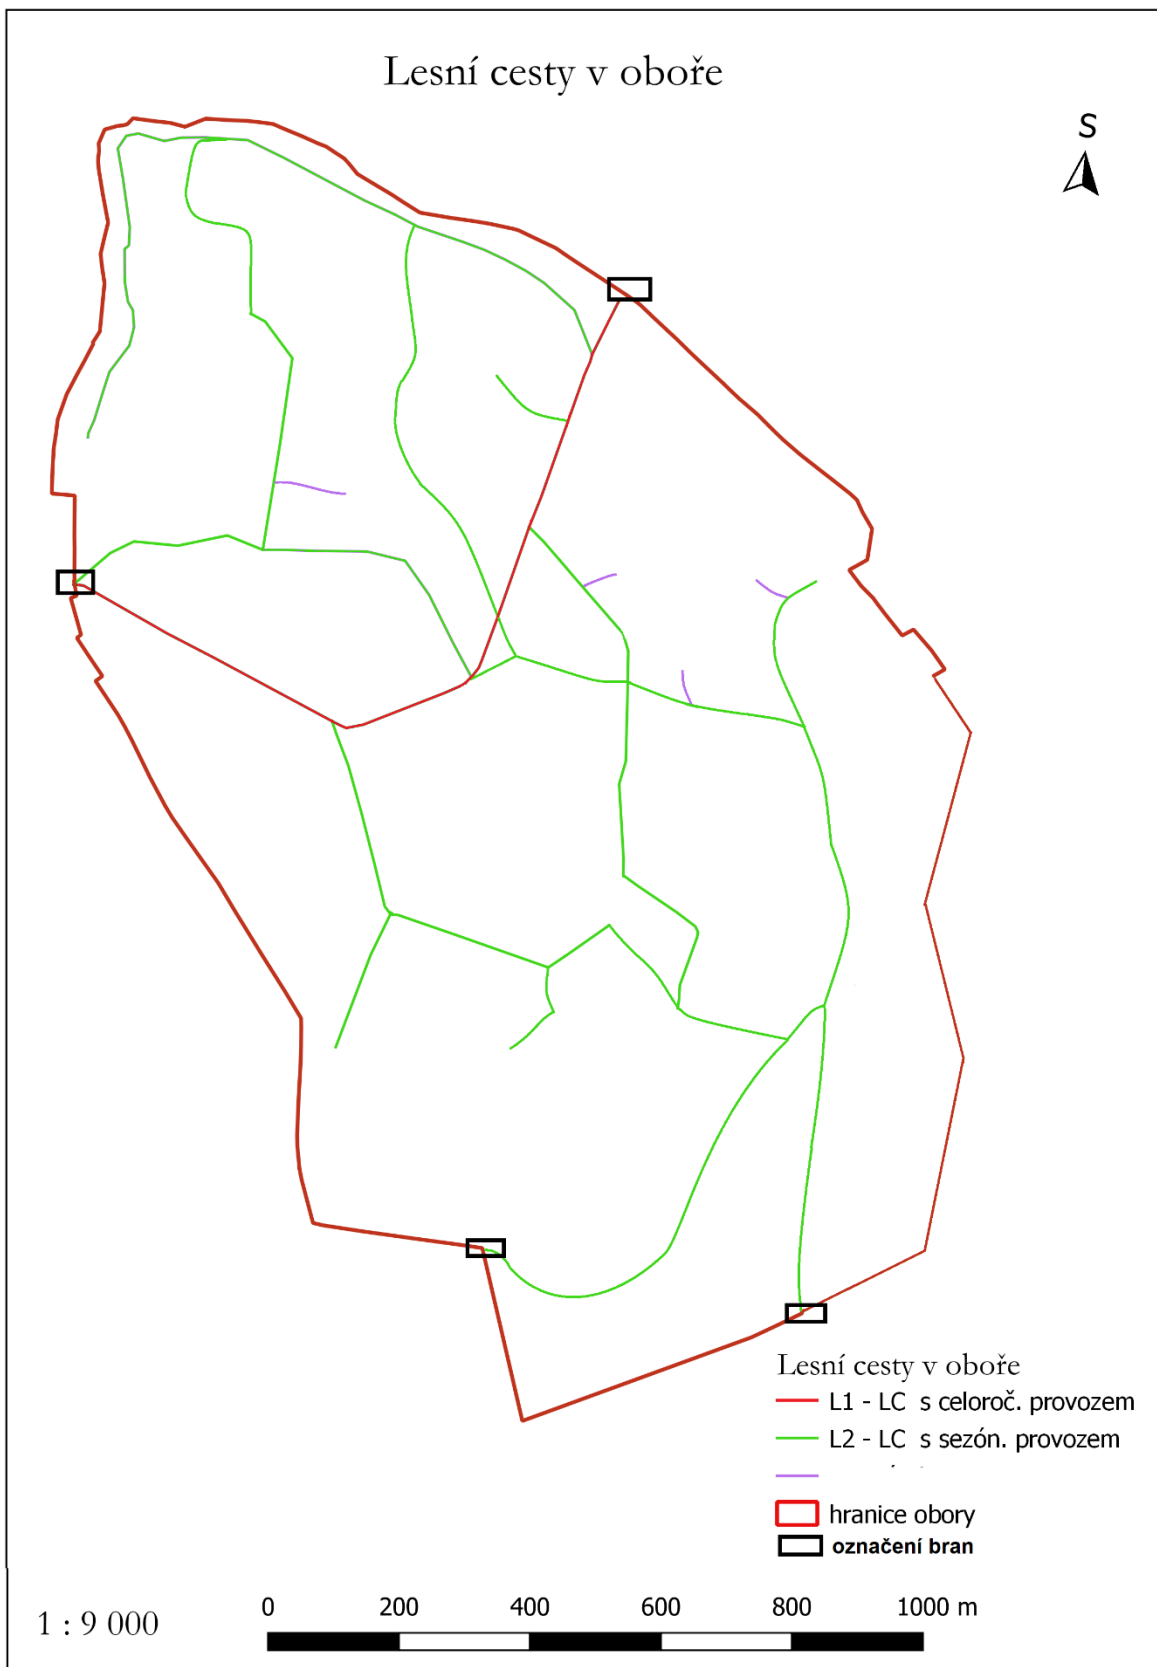 Lesní cesty v oboře
S
Lesní cesty v oboře
L1 - LC s celoroč. provozem
L2 - LC s sezón. provozem
hranice obory
označení bran
1 : 9 000
0 200 400 600 800 1000 m